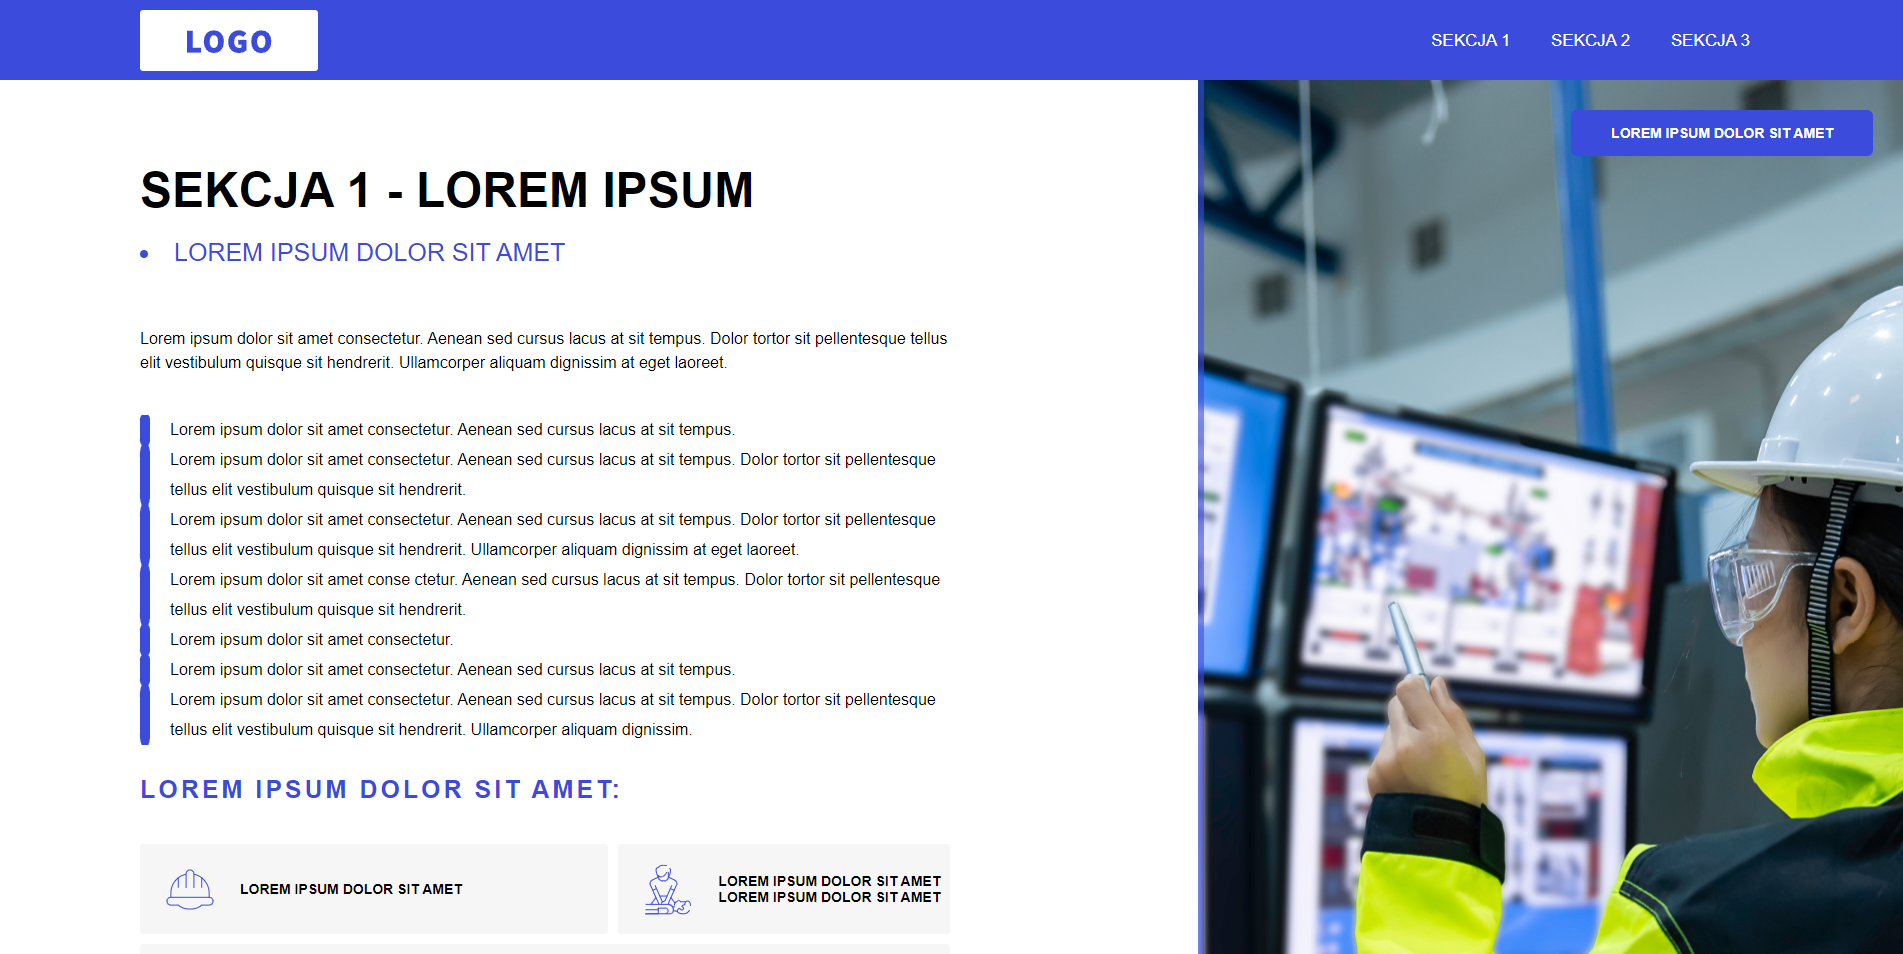 LOGO
SEKCJA 1
SEKCJA 2
SEKCJA 3
LOREM IPSUM DOLOR SIT AMET
SEKCJA 1 - LOREM IPSUM
• LOREM IPSUM DOLOR SIT AMET
Lorem ipsum dolor sit amet consectetur. Aenean sed cursus lacus at sit tempus. Dolor tortor sit pellentesque tellus
elit vestibulum quisque sit hendrerit. Ullamcorper aliquam dignissim at eget laoreet.
Lorem ipsum dolor sit amet consectetur. Aenean sed cursus lacus at sit tempus.
Lorem ipsum dolor sit amet consectetur. Aenean sed cursus lacus at sit tempus. Dolor tortor sit pellentesque
tellus elit vestibulum quisque sit hendrerit.
Lorem ipsum dolor sit amet consectetur. Aenean sed cursus lacus at sit tempus. Dolor tortor sit pellentesque
tellus elit vestibulum quisque sit hendrerit. Ullamcorper aliquam dignissim at eget laoreet.
Lorem ipsum dolor sit amet conse ctetur. Aenean sed cursus lacus at sit tempus. Dolor tortor sit pellentesque
tellus elit vestibulum quisque sit hendrerit.
Lorem ipsum dolor sit amet consectetur.
Lorem ipsum dolor sit amet consectetur. Aenean sed cursus lacus at sit tempus.
Lorem ipsum dolor sit amet consectetur. Aenean sed cursus lacus at sit tempus. Dolor tortor sit pellentesque
tellus elit vestibulum quisque sit hendrerit. Ullamcorper aliquam dignissim.
LOREM IPSUM DOLOR SIT AMET:
LOREM IPSUM DOLOR SIT AMET
LOREM IPSUM DOLOR SIT AMET
LOREM IPSUM DOLOR SIT AMET